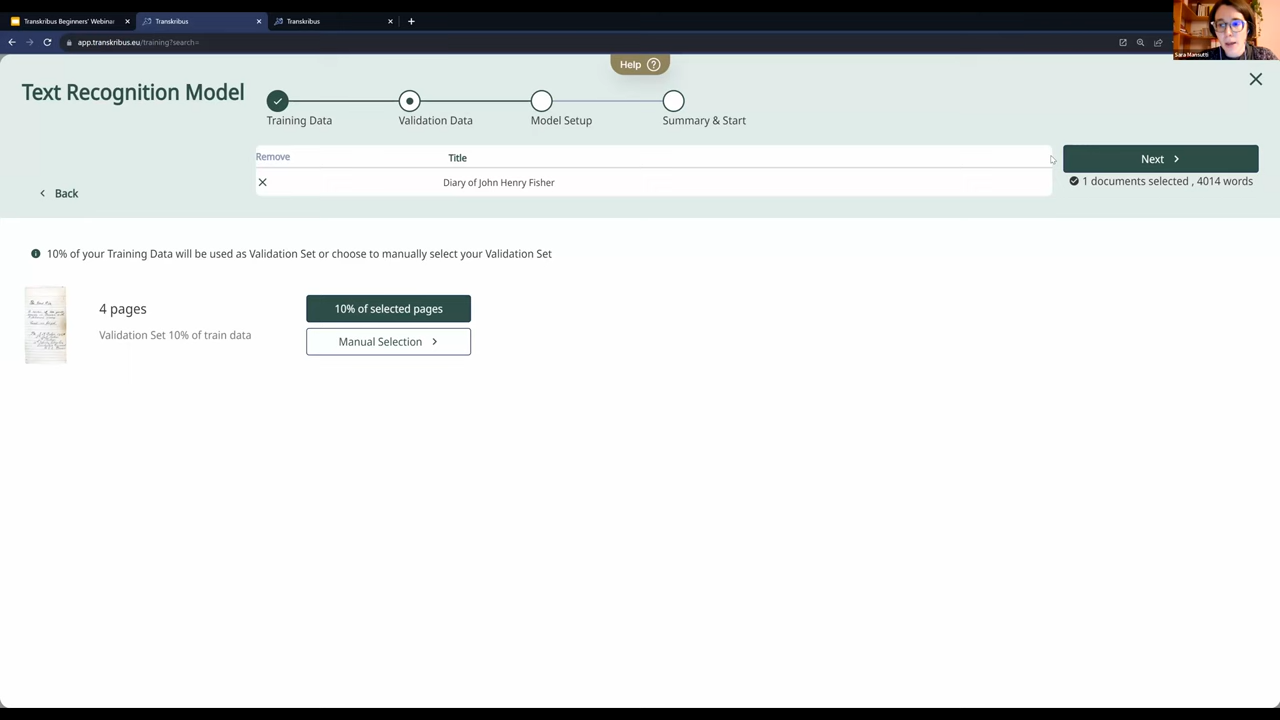 Transkribus Beginners' Webina
Transkribus
Transkribus
app.transkribus.eu/training?search=
Sara Mansutti
Help
Text Recognition Model
Training Data
Validation Data
Model Setup
Summary & Start
Remove
Title
Next
Diary of John Henry Fisher
1 documents selected , 4014 words
Back
10% of your Training Data will be used as Validation Set or choose to manually select your Validation Set
4 pages
10% of selected pages
Validation Set 10% of train data
Manual Selection